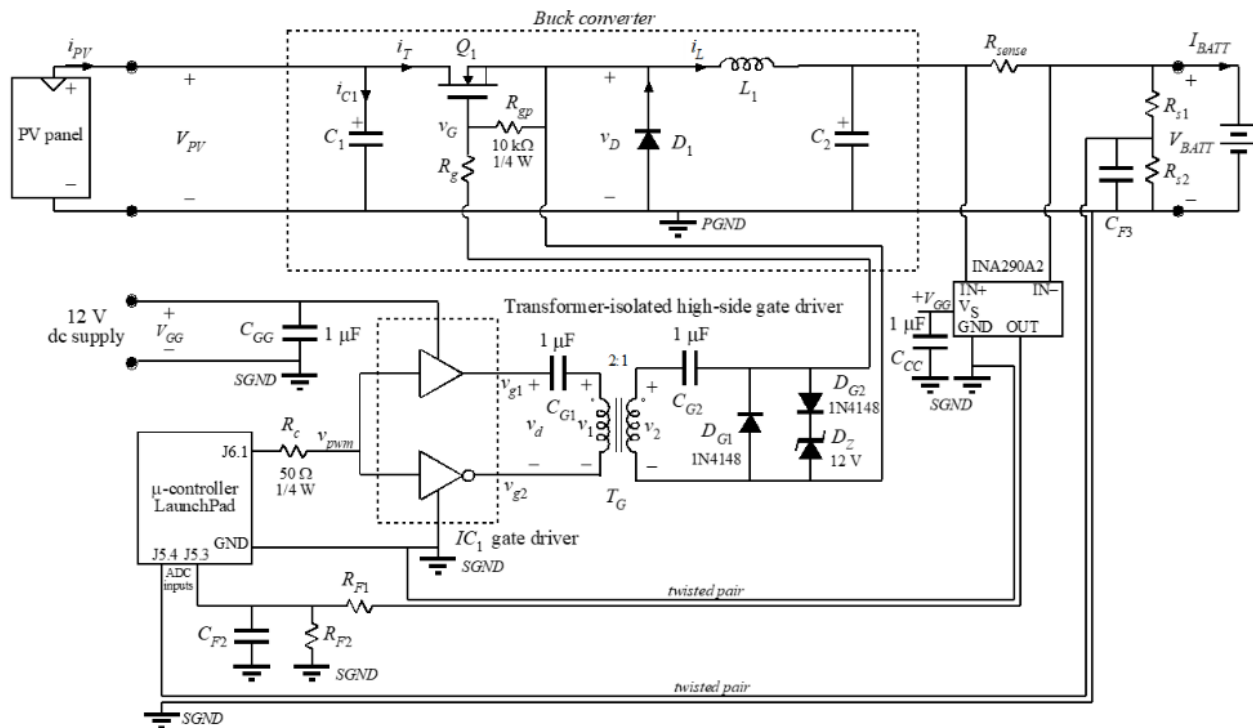 Buck converter
i_PV
i_T
Q_1
i_L
R_sense
I_BATT
+
+
+
+
+
PV panel
V_PV
i_C1
C_1
v_G
R_gp
10 kΩ
1/4 W
R_g
v_D
D_1
L_1
C_2
R_s1
V_BATT
R_s2
C_F3
PGND
INA290A2
IN+
IN−
+V_GG
V_S
GND
OUT
1 μF
C_CC
SGND
12 V
dc supply
+
V_GG
−
C_GG
1 μF
SGND
Transformer-isolated high-side gate driver
1 μF
C_G1
2:1
1 μF
C_G2
v_g1
+
v_d
−
+
v_1
−
+
v_2
−
T_G
D_G1
1N4148
D_G2
1N4148
D_Z
12 V
v_g2
R_c
50 Ω
1/4 W
v_pwm
J6.1
μ-controller
LaunchPad
GND
J5.4 J5.3
ADC
inputs
IC_1 gate driver
SGND
R_F1
twisted pair
C_F2
R_F2
SGND
twisted pair
SGND